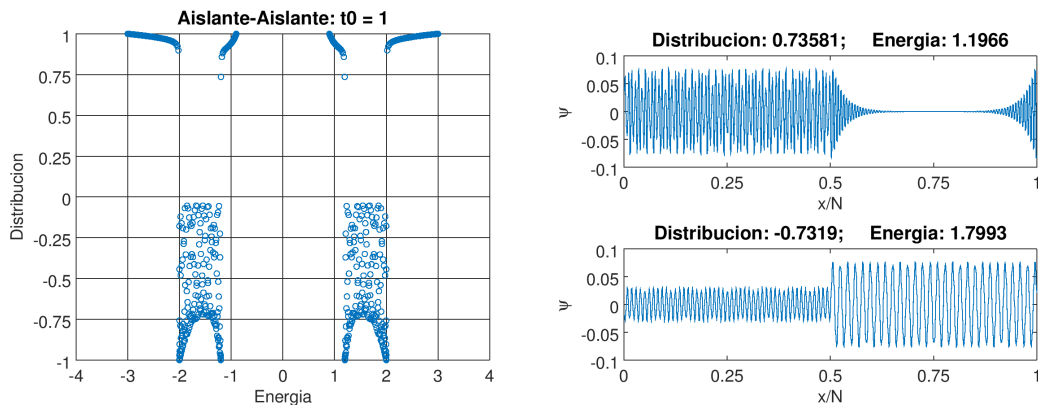 Aislante-Aislante: t0 = 1
1
0.75
0.5
0.25
0
-0.25
-0.5
-0.75
-1
Distribucion
-4 -3 -2 -1 0 1 2 3 4
Energia
Distribucion: 0.73581; Energia: 1.1966
0.1
0.05
0
-0.05
-0.1
ψ
0 0.25 0.5 0.75 1
x/N
Distribucion: -0.7319; Energia: 1.7993
0.1
0.05
0
-0.05
-0.1
ψ
0 0.25 0.5 0.75 1
x/N